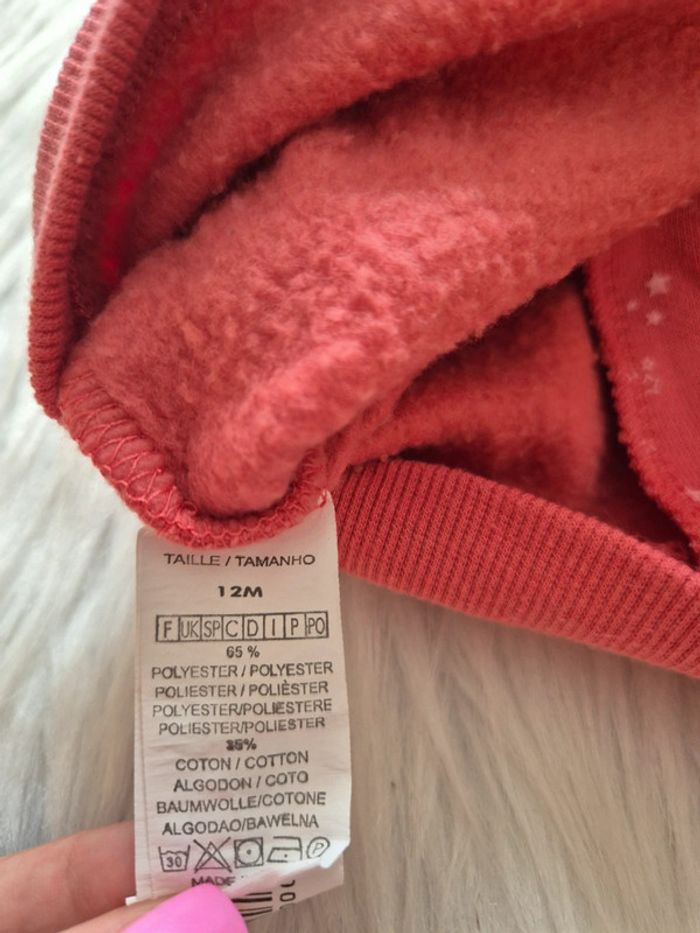 TAILLE / TAMANHO
12M
F UK SP C D I P PO
65 %
POLYESTER / POLYESTER
POLIESTER / POLIÈSTER
POLYESTER/POLIESTERE
POLIESTER/POLIESTER
35%
COTON / COTTON
ALGODON / COTO
BAUMWOLLE/COTONE
ALGODAO/BAWELNA
30 P
MADE